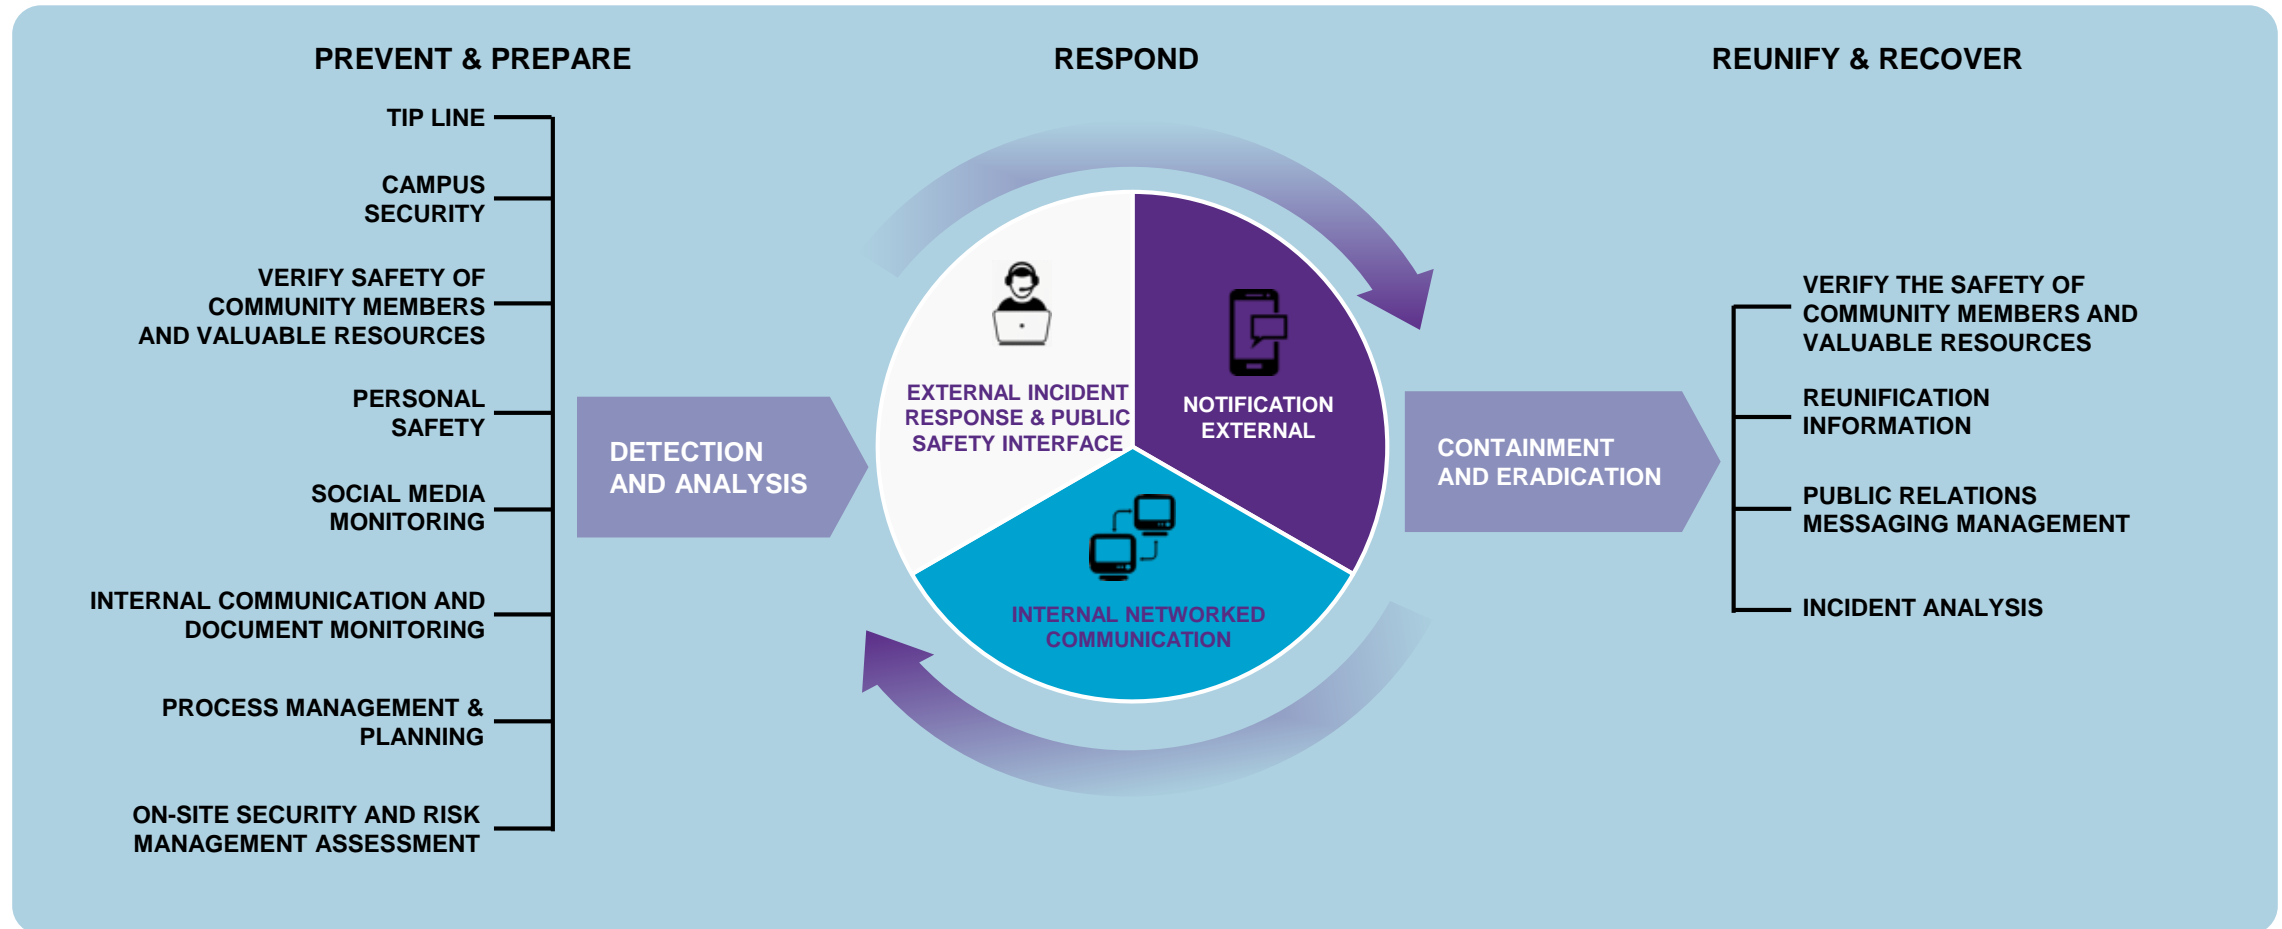 PREVENT & PREPARE
TIP LINE
CAMPUS
SECURITY
VERIFY SAFETY OF
COMMUNITY MEMBERS
AND VALUABLE RESOURCES
PERSONAL
SAFETY
SOCIAL MEDIA
MONITORING
INTERNAL COMMUNICATION AND
DOCUMENT MONITORING
PROCESS MANAGEMENT &
PLANNING
ON-SITE SECURITY AND RISK
MANAGEMENT ASSESSMENT
DETECTION
AND ANALYSIS
RESPOND
EXTERNAL INCIDENT
RESPONSE & PUBLIC
SAFETY INTERFACE
NOTIFICATION
EXTERNAL
INTERNAL NETWORKED
COMMUNICATION
CONTAINMENT
AND ERADICATION
REUNIFY & RECOVER
VERIFY THE SAFETY OF
COMMUNITY MEMBERS AND
VALUABLE RESOURCES
REUNIFICATION
INFORMATION
PUBLIC RELATIONS
MESSAGING MANAGEMENT
INCIDENT ANALYSIS